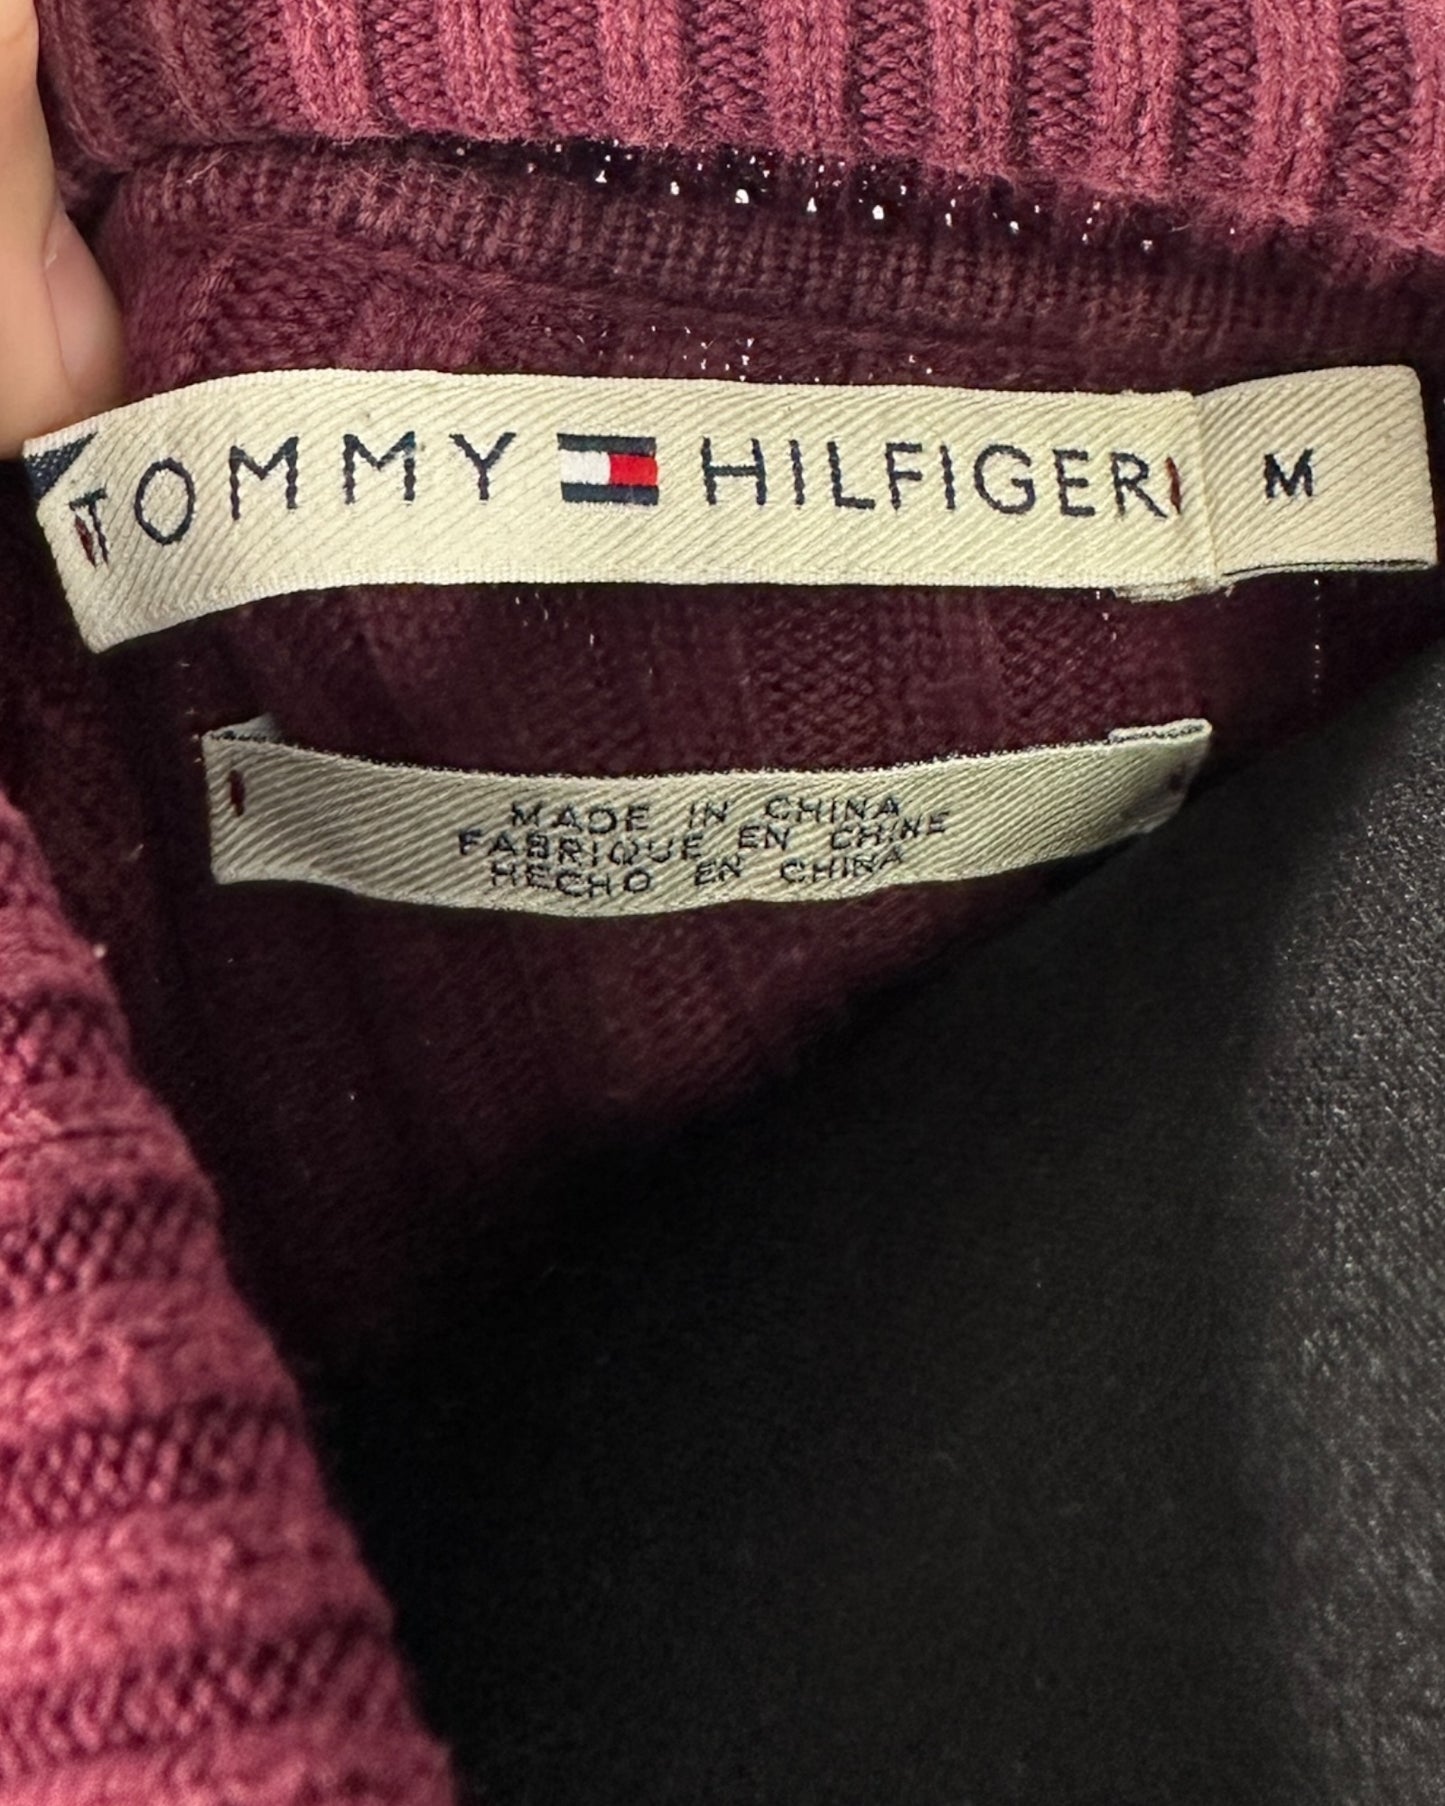 TOMMY HILFIGER M
MADE IN CHINA
FABRIQUE EN CHINE
HECHO EN CHINA